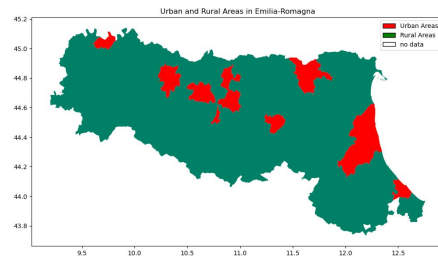 Urban and Rural Areas in Emilia-Romagna
Urban Areas
Rural Areas
no data
45.2
45.0
44.8
44.6
44.4
44.2
44.0
43.8
9.5 10.0 10.5 11.0 11.5 12.0 12.5